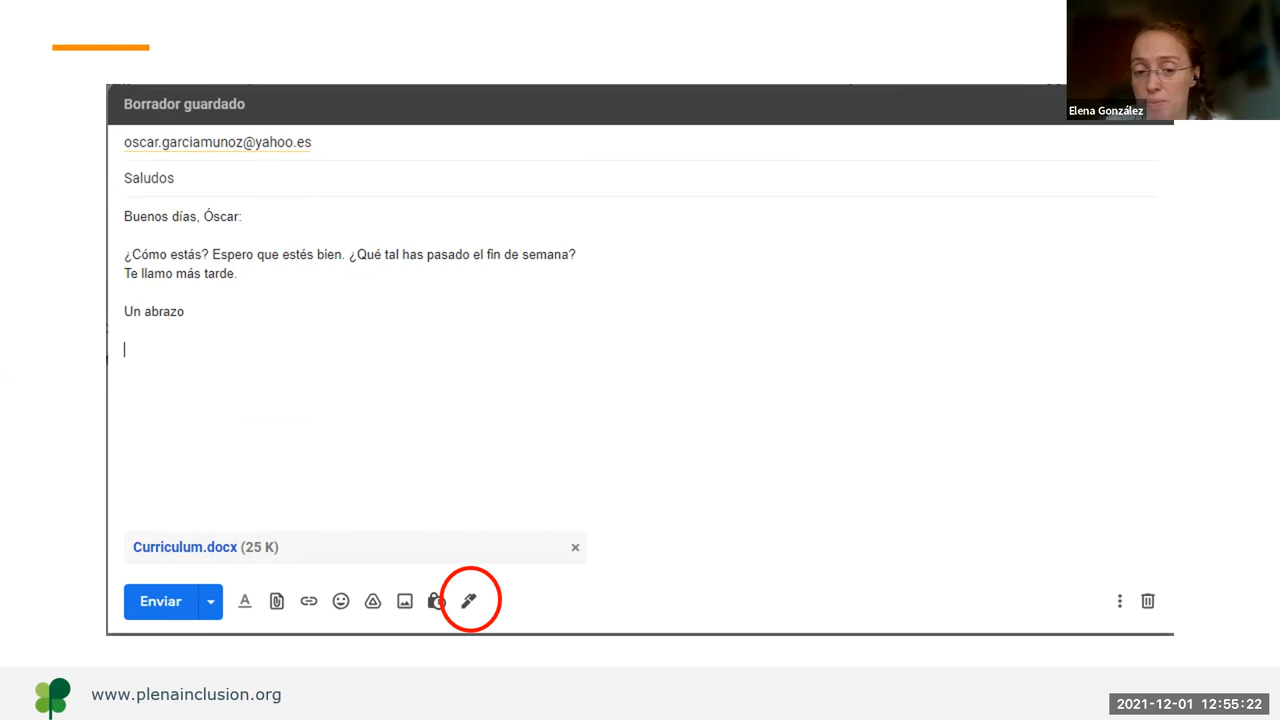 Elena González
Borrador guardado
oscar.garciamunoz@yahoo.es
Saludos
Buenos días, Óscar:
¿Cómo estás? Espero que estés bien. ¿Qué tal has pasado el fin de semana?
Te llamo más tarde.
Un abrazo
Curriculum.docx (25 K)
Enviar
www.plenainclusion.org
2021-12-01 12:55:22